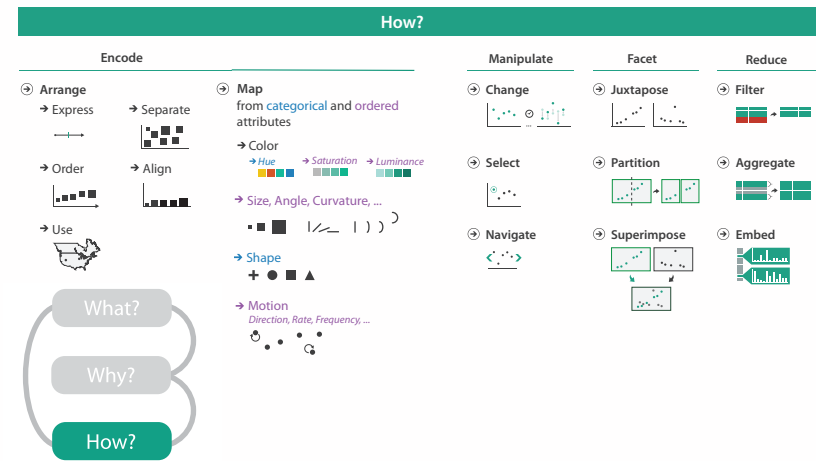 How?
Encode
Arrange
Express
Separate
Order
Align
Use
Map
from categorical and ordered
attributes
Color
Hue
Saturation
Luminance
Size, Angle, Curvature, ...
Shape
Motion
Direction, Rate, Frequency, ...
Manipulate
Change
Select
Navigate
Facet
Juxtapose
Partition
Superimpose
Reduce
Filter
Aggregate
Embed
What?
Why?
How?